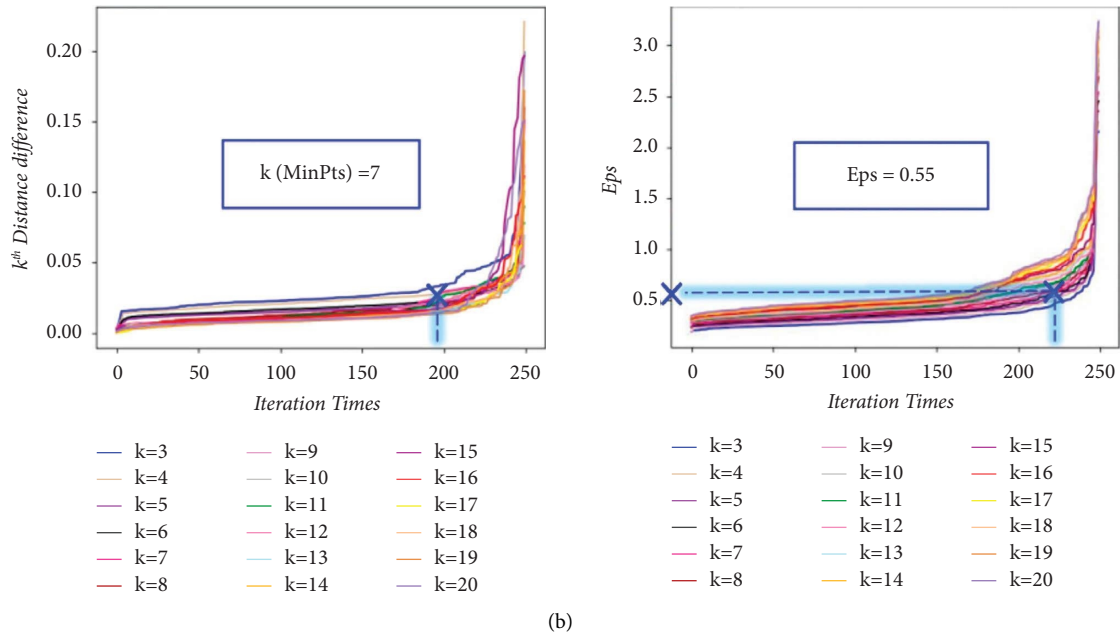 0.20
0.15
0.10
0.05
0.00
kth Distance difference
k (MinPts) =7
0 50 100 150 200 250
Iteration Times
k=3 k=9 k=15
k=4 k=10 k=16
k=5 k=11 k=17
k=6 k=12 k=18
k=7 k=13 k=19
k=8 k=14 k=20
3.0
2.5
2.0
1.5
1.0
0.5
Eps
Eps = 0.55
0 50 100 150 200 250
Iteration Times
k=3 k=9 k=15
k=4 k=10 k=16
k=5 k=11 k=17
k=6 k=12 k=18
k=7 k=13 k=19
k=8 k=14 k=20
(b)